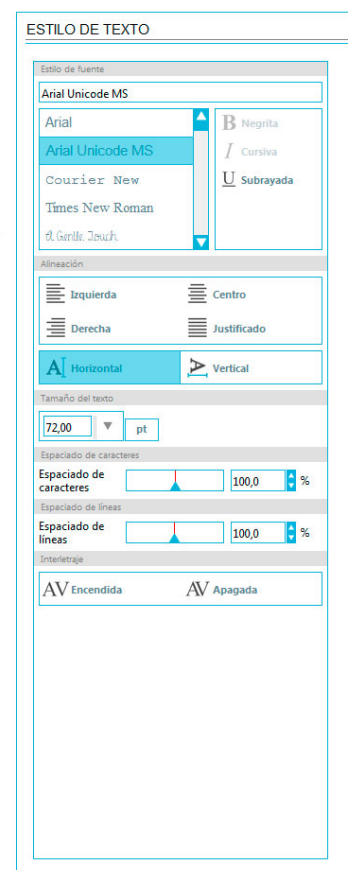 ESTILO DE TEXTO
Estilo de fuente
Arial Unicode MS
Arial
B Negrita
Arial Unicode MS
I Cursiva
Courier New
U Subrayada
Times New Roman
A Gentle Touch
Alineación
Izquierda
Centro
Derecha
Justificado
A Horizontal
A Vertical
Tamaño del texto
72,00
pt
Espaciado de caracteres
Espaciado de
caracteres
100,0 %
Espaciado de líneas
Espaciado de
líneas
100,0 %
Interletraje
AV Encendida
AV Apagada